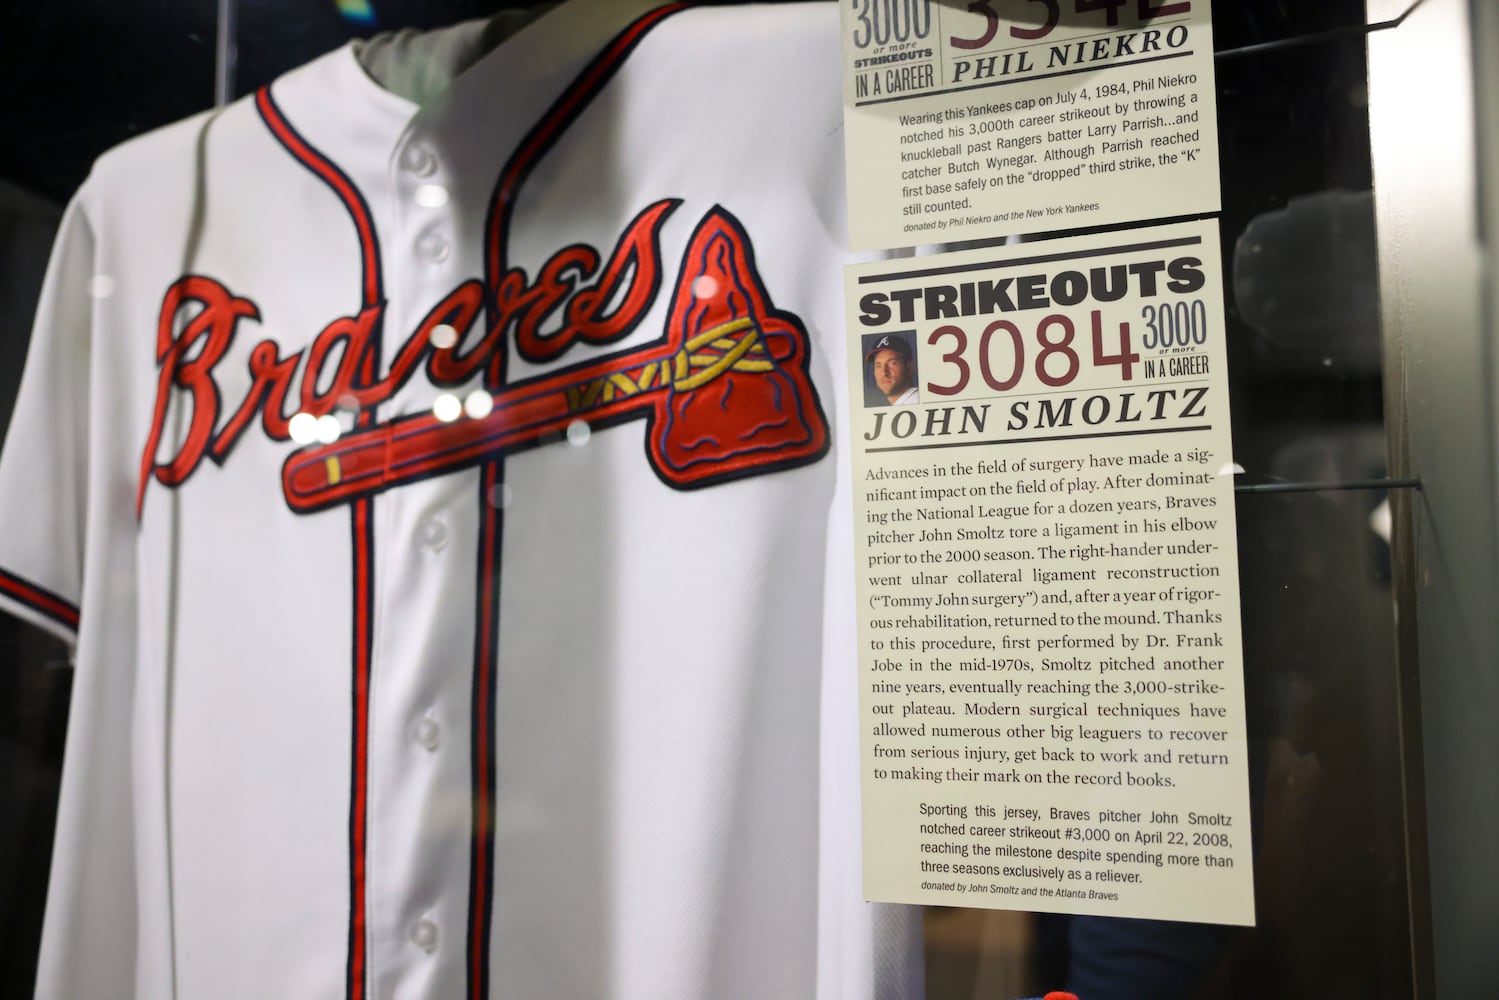 Braves
3000
or more
STRIKEOUTS
IN A CAREER
3342
PHIL NIEKRO
Wearing this Yankees cap on July 4, 1984, Phil Niekro
notched his 3,000th career strikeout by throwing a
knuckleball past Rangers batter Larry Parrish...and
catcher Butch Wynegar. Although Parrish reached
first base safely on the “dropped” third strike, the “K”
still counted.
donated by Phil Niekro and the New York Yankees
STRIKEOUTS
A
3084
3000
or more
IN A CAREER
JOHN SMOLTZ
Advances in the field of surgery have made a sig-
nificant impact on the field of play. After dominat-
ing the National League for a dozen years, Braves
pitcher John Smoltz tore a ligament in his elbow
prior to the 2000 season. The right-hander under-
went ulnar collateral ligament reconstruction
(“Tommy John surgery”) and, after a year of rigor-
ous rehabilitation, returned to the mound. Thanks
to this procedure, first performed by Dr. Frank
Jobe in the mid-1970s, Smoltz pitched another
nine years, eventually reaching the 3,000-strike-
out plateau. Modern surgical techniques have
allowed numerous other big leaguers to recover
from serious injury, get back to work and return
to making their mark on the record books.
Sporting this jersey, Braves pitcher John Smoltz
notched career strikeout #3,000 on April 22, 2008,
reaching the milestone despite spending more than
three seasons exclusively as a reliever.
donated by John Smoltz and the Atlanta Braves